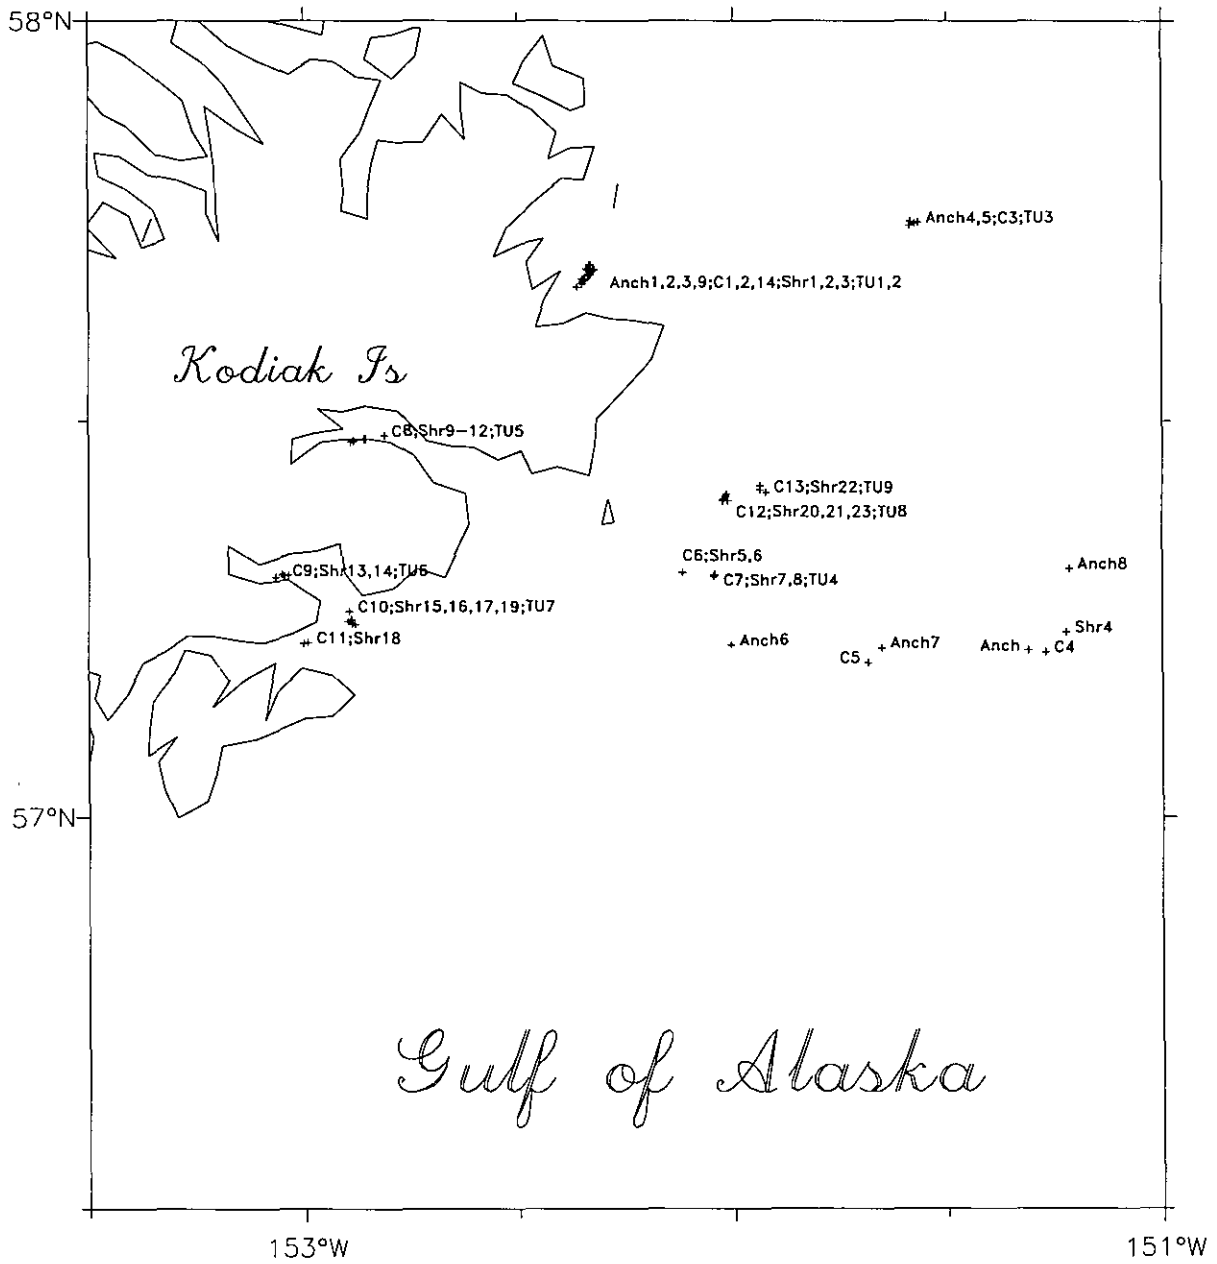 58°N
Anch4,5;C3;TU3
Anch1,2,3,9;C1,2,14;Shr1,2,3;TU1,2
Kodiak Is
C8;Shr9-12;TU5
C13;Shr22;TU9
C12;Shr20,21,23;TU8
C6;Shr5,6
Anch8
C9;Shr13,14;TU6
C7;Shr7,8;TU4
C10;Shr15,16,17,19;TU7
Shr4
C11;Shr18
Anch6
Anch7
Anch
C4
C5
57°N
Gulf of Alaska
153°W
151°W